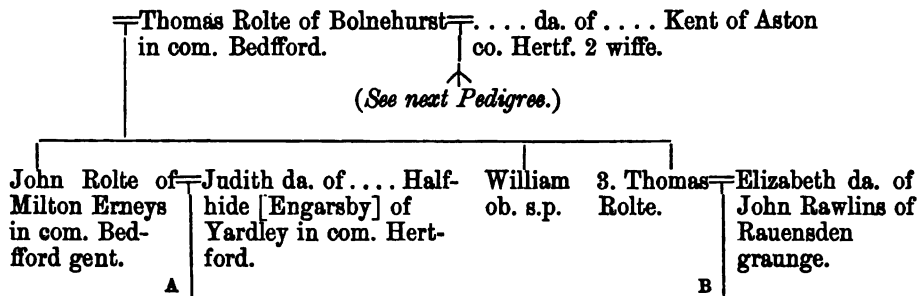 Thomas Rolte of Bolnehurst
in com. Bedfford.
. . . . da. of . . . . Kent of Aston
co. Hertf. 2 wiffe.
(See next Pedigree.)
John Rolte of
Milton Erneys
in com. Bed-
fford gent.
Judith da. of . . . . Half-
hide [Engarsby] of
Yardley in com. Hert-
ford.
A
William
ob. s.p.
3. Thomas
Rolte.
Elizabeth da. of
John Rawlins of
Rauensden
graunge.
B